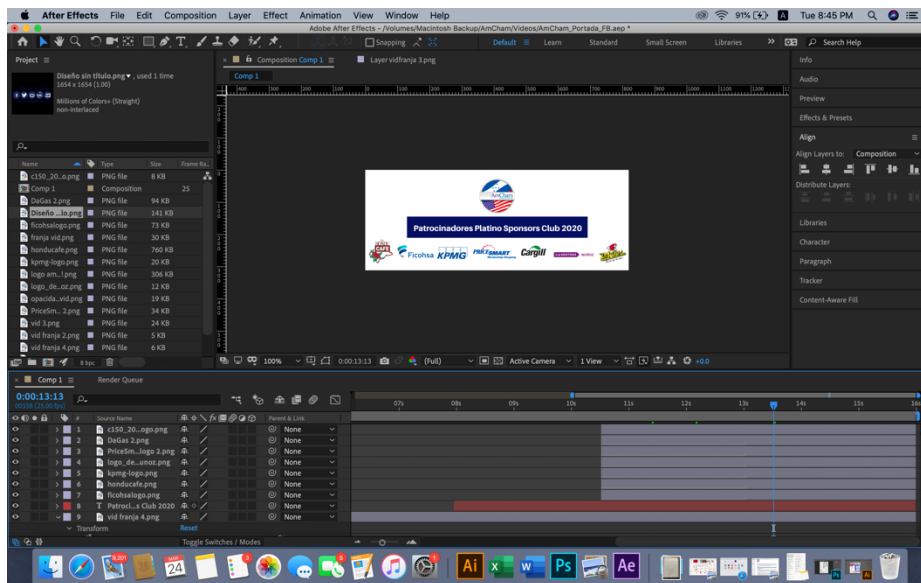 After Effects File Edit Composition Layer Effect Animation View Window Help 91% Tue 8:45 PM
Adobe After Effects - /Volumes/Macintosh Backup/AmCham/Videos/AmCham_Portada_FB.aep *
Snapping Default Learn Standard Small Screen Libraries Search Help
Project
Composition Comp 1
Layer vidfranja 3.png
Info
Diseño sin título.png , used 1 time
1654 x 1654 (1.00)
Millions of Colors+ (Straight)
non-interlaced
Comp 1
Audio
Preview
Effects & Presets
Align
Align Layers to: Composition
Distribute Layers:
Libraries
Character
Paragraph
Tracker
Content-Aware Fill
Name Type Size Frame Ra..
c150_20...o.png PNG file 8 KB
Comp 1 Composition 25
DaGas 2.png PNG file 94 KB
Diseño ...lo.png PNG file 141 KB
ficohsalogo.png PNG file 73 KB
franja vid.png PNG file 30 KB
honducafe.png PNG file 760 KB
kpmg-logo.png PNG file 20 KB
logo am...!.png PNG file 306 KB
logo_de...oz.png PNG file 12 KB
opacida...vid.png PNG file 19 KB
PriceSm... 2.png PNG file 34 KB
vid 3.png PNG file 24 KB
vid franja 2.png PNG file 5 KB
vid franja 4.png PNG file 6 KB
8 bpc
AmCham
Patrocinadores Platino Sponsors Club 2020
CAFE Ficohsa KPMG PRICESMART Cargill
100% 0:00:13:13 (Full) Active Camera 1 View +0.0
Comp 1 Render Queue
0:00:13:13
07s 08s 09s 10s 11s 12s 13s 14s 15s 16s
# Source Name Parent & Link
1 c150_20...ogo.png None
2 DaGas 2.png None
3 PriceSm...logo 2.png None
4 logo_de...unoz.png None
5 kpmg-logo.png None
6 honducafe.png None
7 ficohsalogo.png None
8 T Patroci...s Club 2020 None
9 vid franja 4.png None
Transform Reset
Toggle Switches / Modes
9,201 24 Ai X W Ps Ae